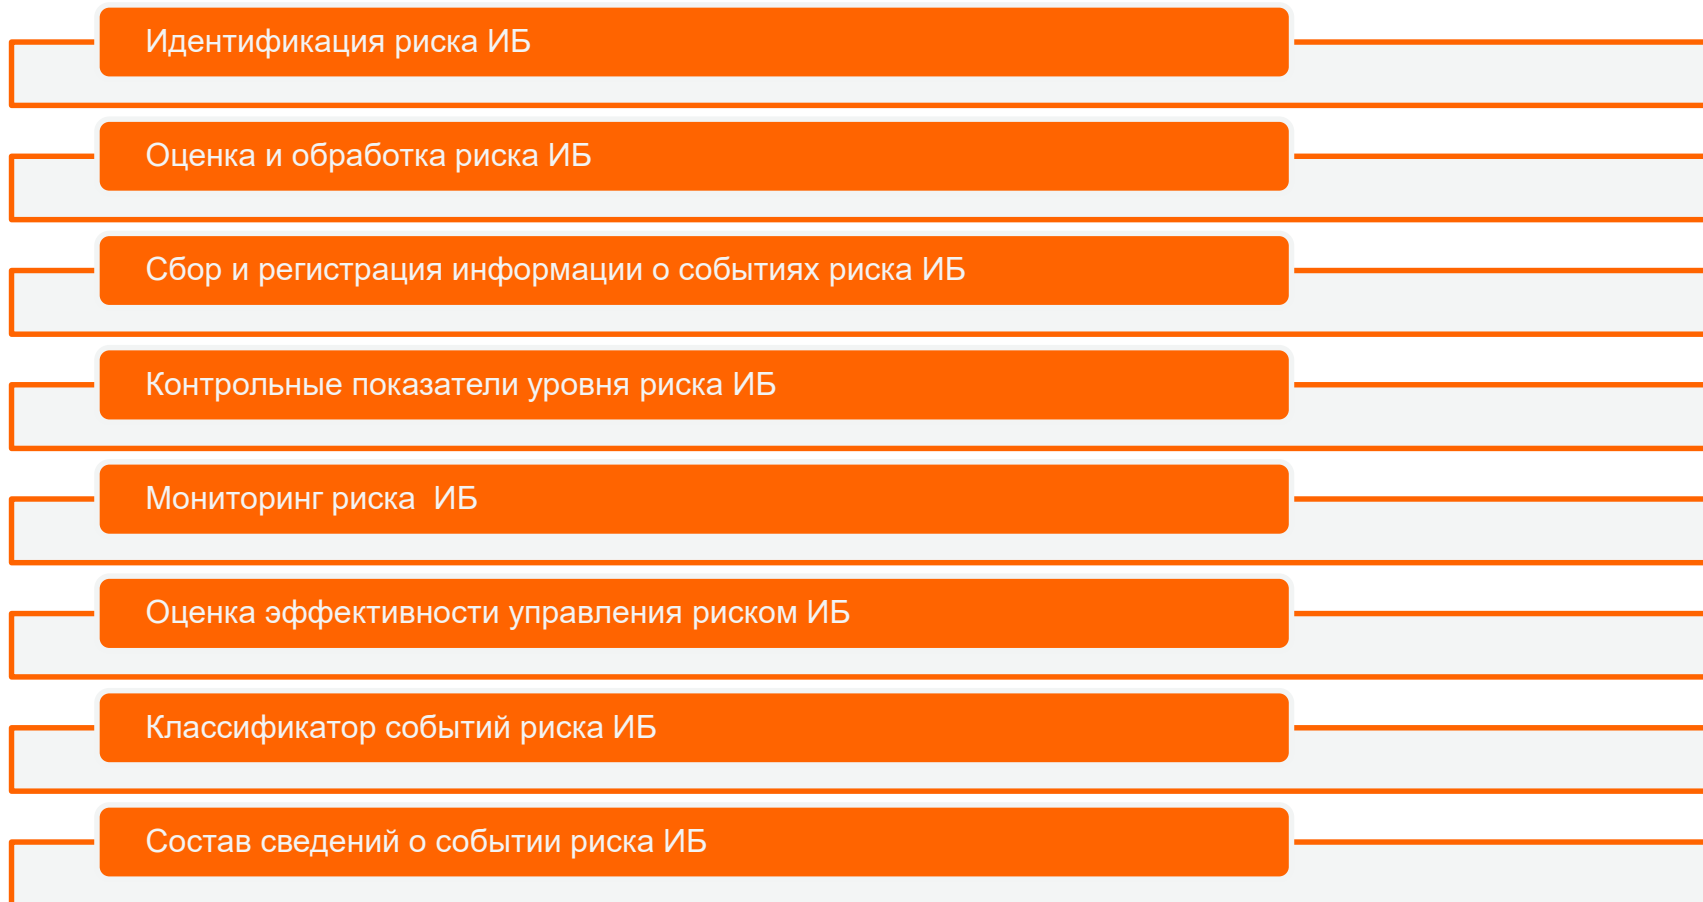 Идентификация риска ИБ
Оценка и обработка риска ИБ
Сбор и регистрация информации о событиях риска ИБ
Контрольные показатели уровня риска ИБ
Мониторинг риска  ИБ
Оценка эффективности управления риском ИБ
Классификатор событий риска ИБ
Состав сведений о событии риска ИБ